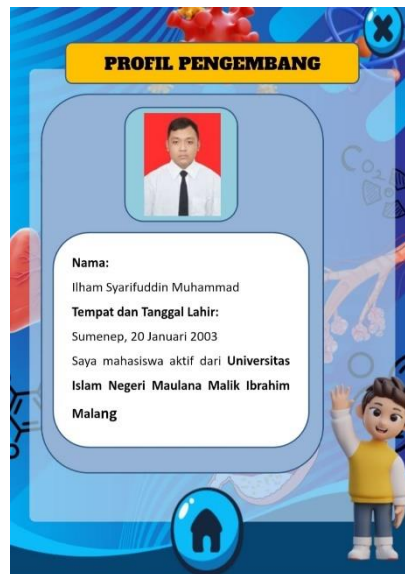 PROFIL PENGEMBANG
Nama:
Ilham Syarifuddin Muhammad
Tempat dan Tanggal Lahir:
Sumenep, 20 Januari 2003
Saya mahasiswa aktif dari Universitas
Islam Negeri Maulana Malik Ibrahim
Malang
CO₂